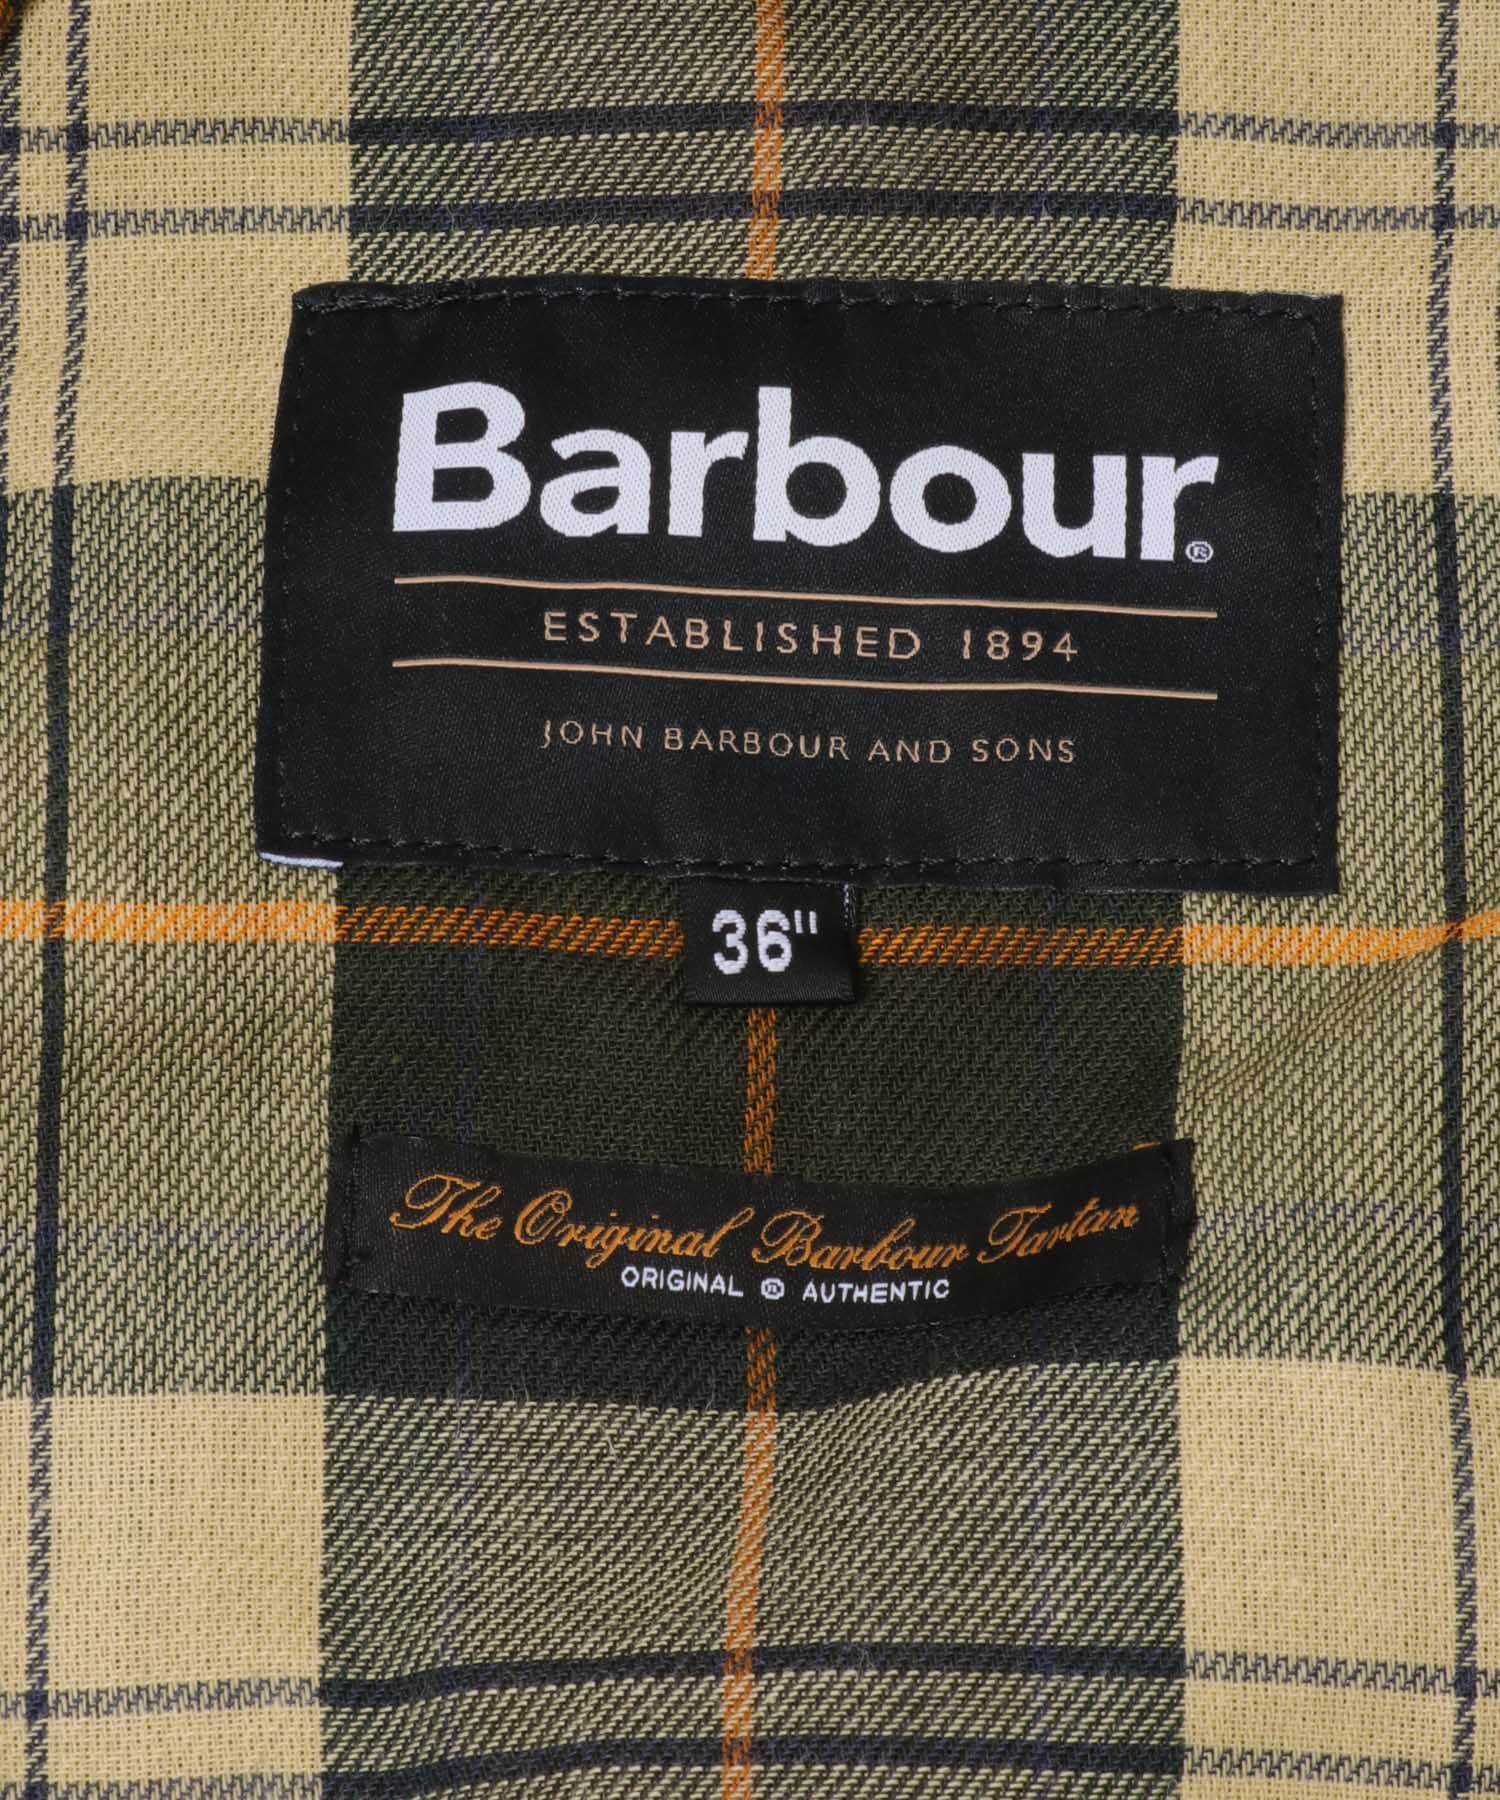 Barbour®
ESTABLISHED 1894
JOHN BARBOUR AND SONS
36"
The Original Barbour Tartan
ORIGINAL ® AUTHENTIC